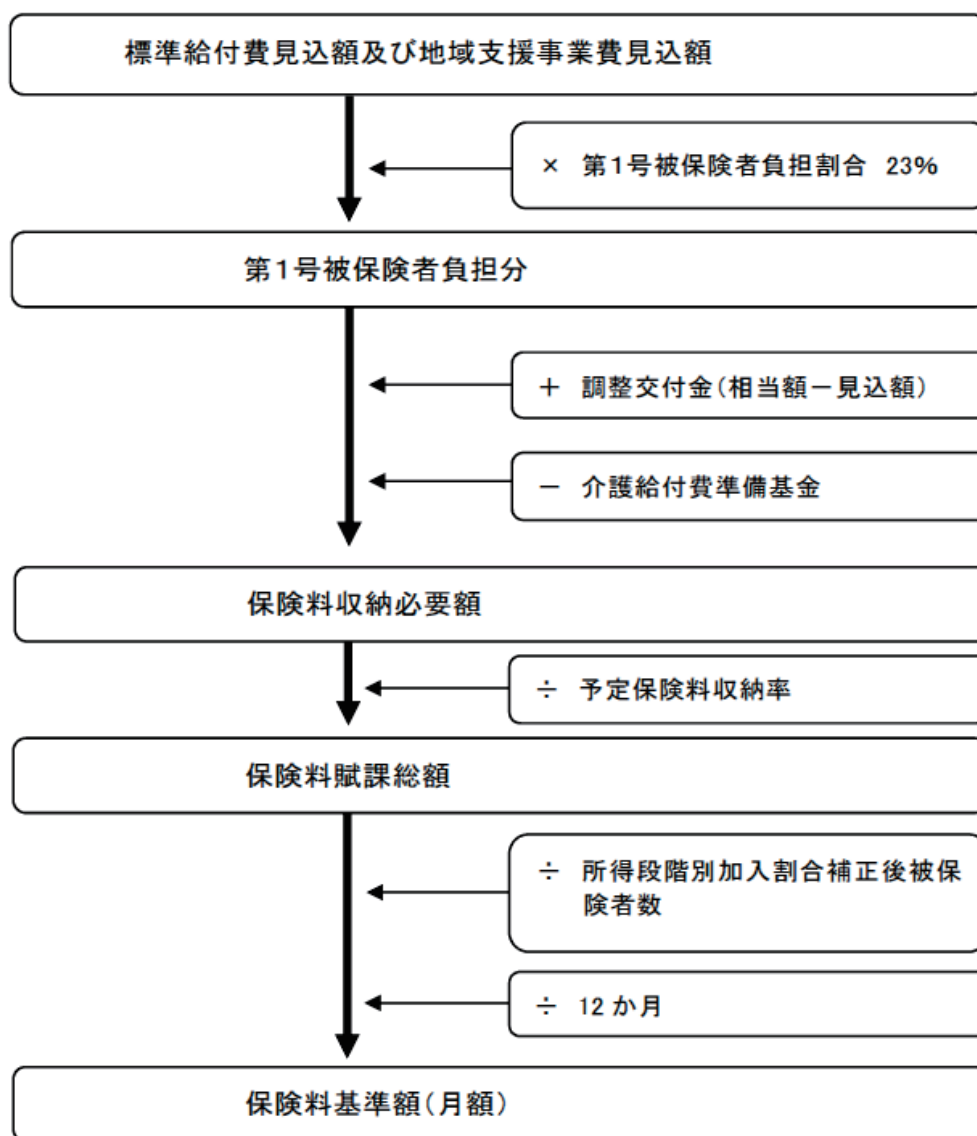 標準給付費見込額及び地域支援事業費見込額
× 第1号被保険者負担割合 23%
第1号被保険者負担分
+ 調整交付金(相当額-見込額)
- 介護給付費準備基金
保険料収納必要額
÷ 予定保険料収納率
保険料賦課総額
÷ 所得段階別加入割合補正後被保
険者数
÷ 12か月
保険料基準額(月額)